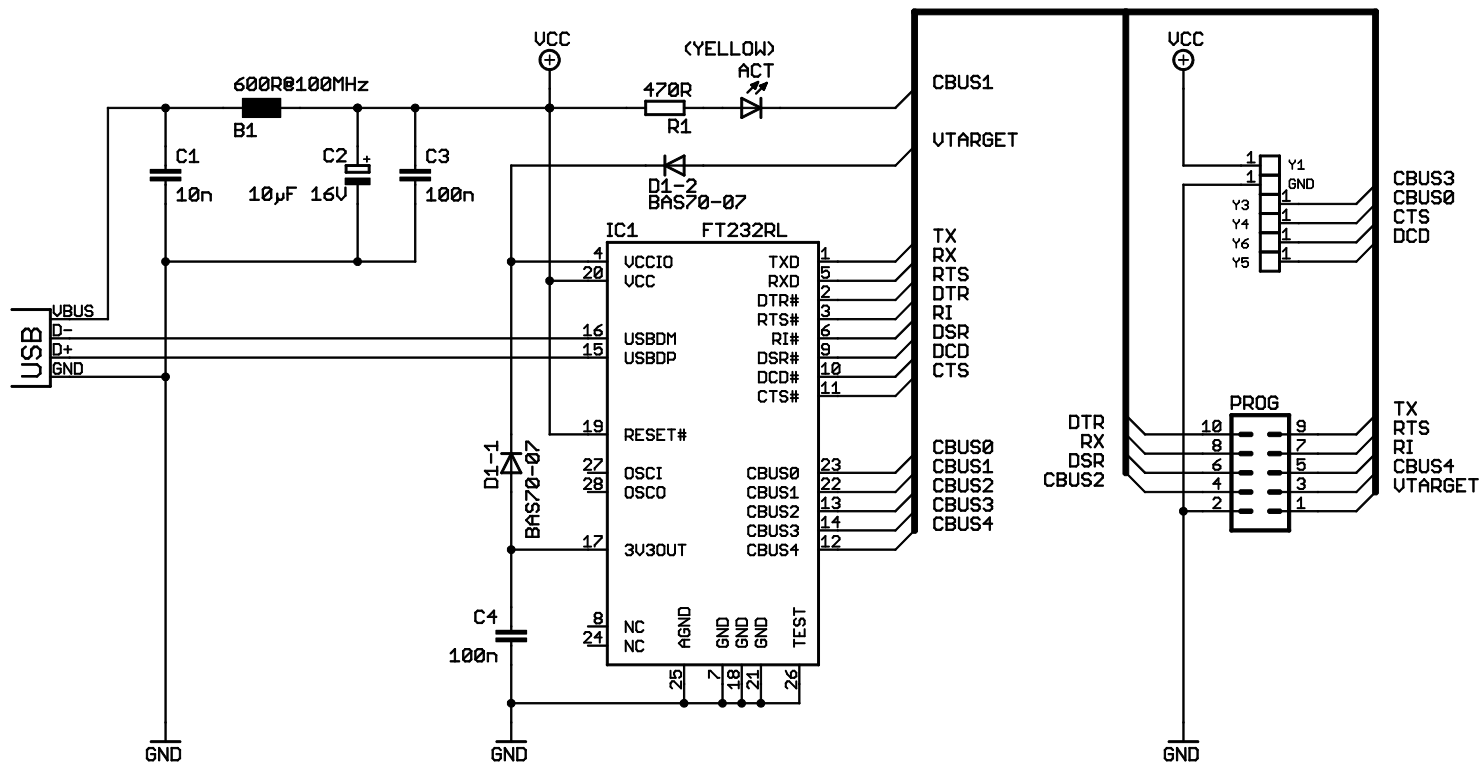 VCC
(YELLOW)
ACT
VCC
600R@100MHz
B1
470R
R1
CBUS1
VTARGET
C1
10n
C2
+
10µF 16V
C3
100n
D1-2
BAS70-07
1 Y1
1 GND
Y3 1
Y4 1
Y6 1
Y5 1
CBUS3
CBUS0
CTS
DCD
IC1 FT232RL
4 VCCIO
20 VCC
16 USBDM
15 USBDP
19 RESET#
27 OSCI
28 OSCO
17 3V3OUT
8 NC
24 NC
TXD 1
RXD 5
DTR# 2
RTS# 3
RI# 6
DSR# 9
DCD# 10
CTS# 11
CBUS0 23
CBUS1 22
CBUS2 13
CBUS3 14
CBUS4 12
AGND 25
GND 7
GND 18
GND 21
TEST 26
TX
RX
RTS
DTR
RI
DSR
DCD
CTS
CBUS0
CBUS1
CBUS2
CBUS3
CBUS4
USB
VBUS
D-
D+
GND
D1-1
BAS70-07
C4
100n
PROG
DTR
RX
DSR
CBUS2
10 9
8 7
6 5
4 3
2 1
TX
RTS
RI
CBUS4
VTARGET
GND
GND
GND